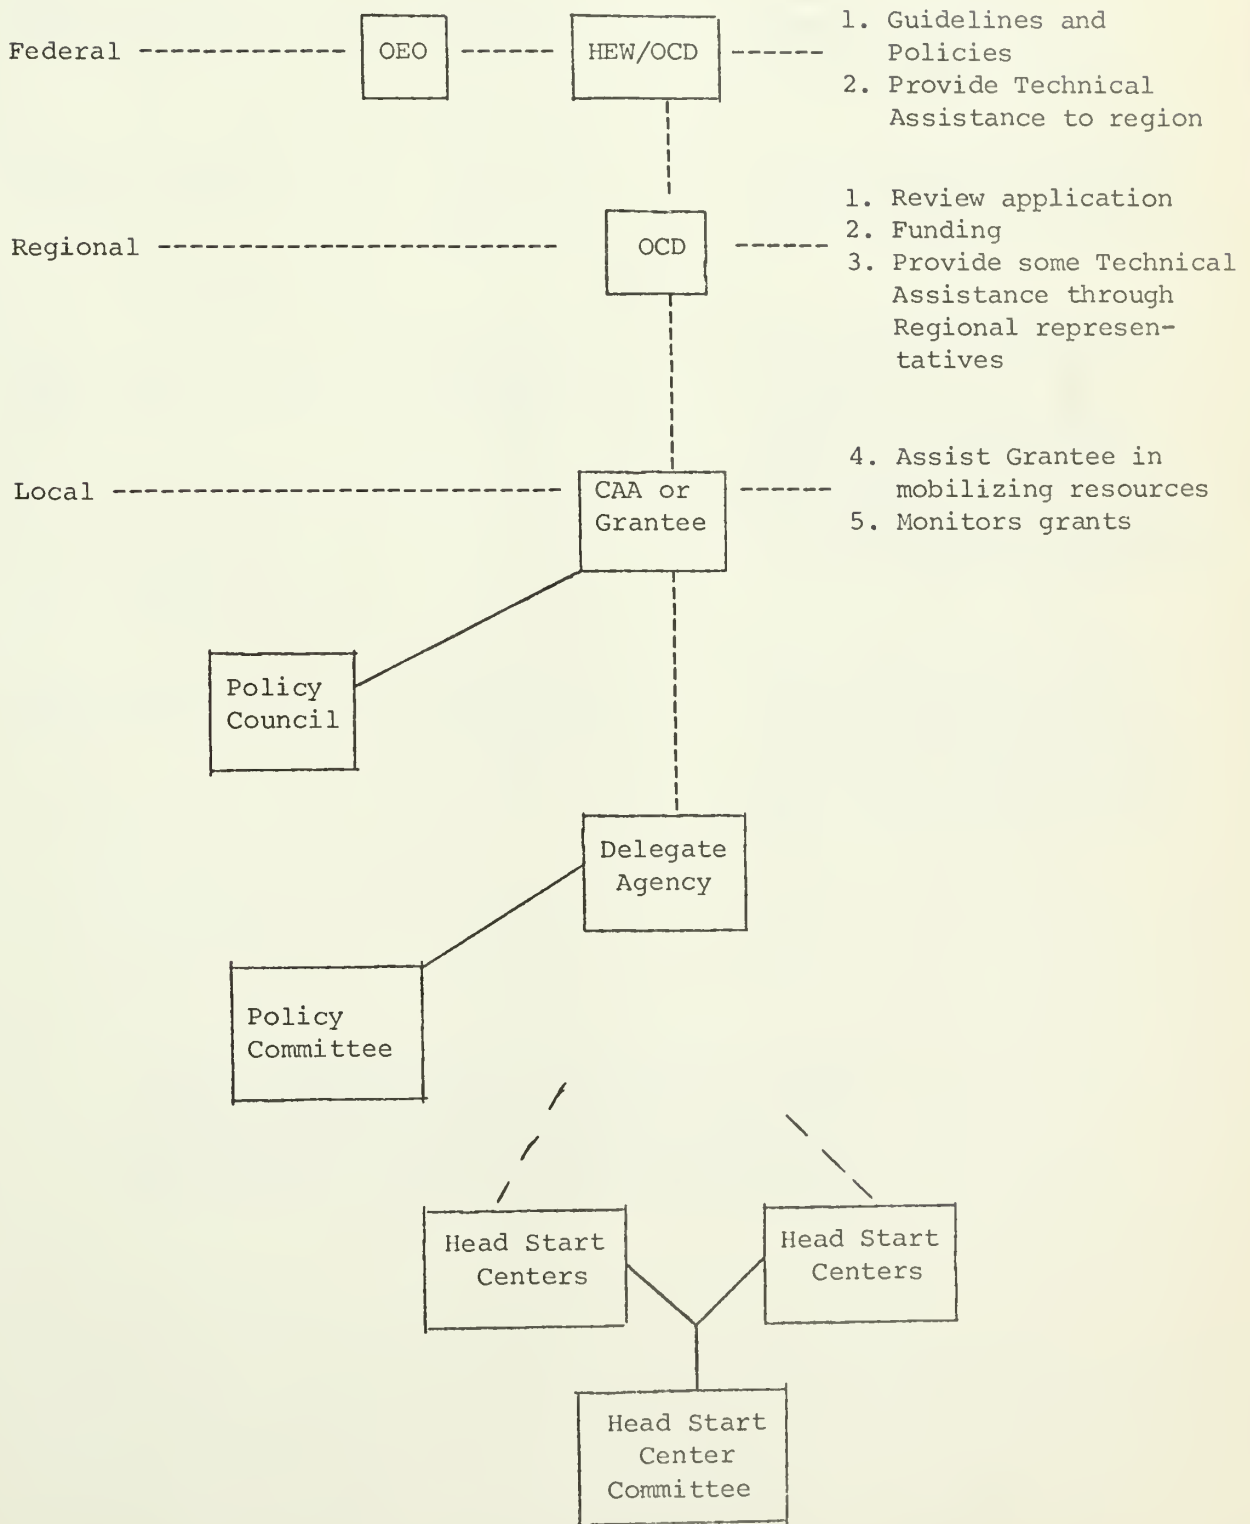 Federal
OEO
HEW/OCD
1. Guidelines and
Policies
2. Provide Technical
Assistance to region
Regional
OCD
1. Review application
2. Funding
3. Provide some Technical
Assistance through
Regional represen-
tatives
Local
CAA or
Grantee
4. Assist Grantee in
mobilizing resources
5. Monitors grants
Policy
Council
Delegate
Agency
Policy
Committee
Head Start
Centers
Head Start
Centers
Head Start
Center
Committee